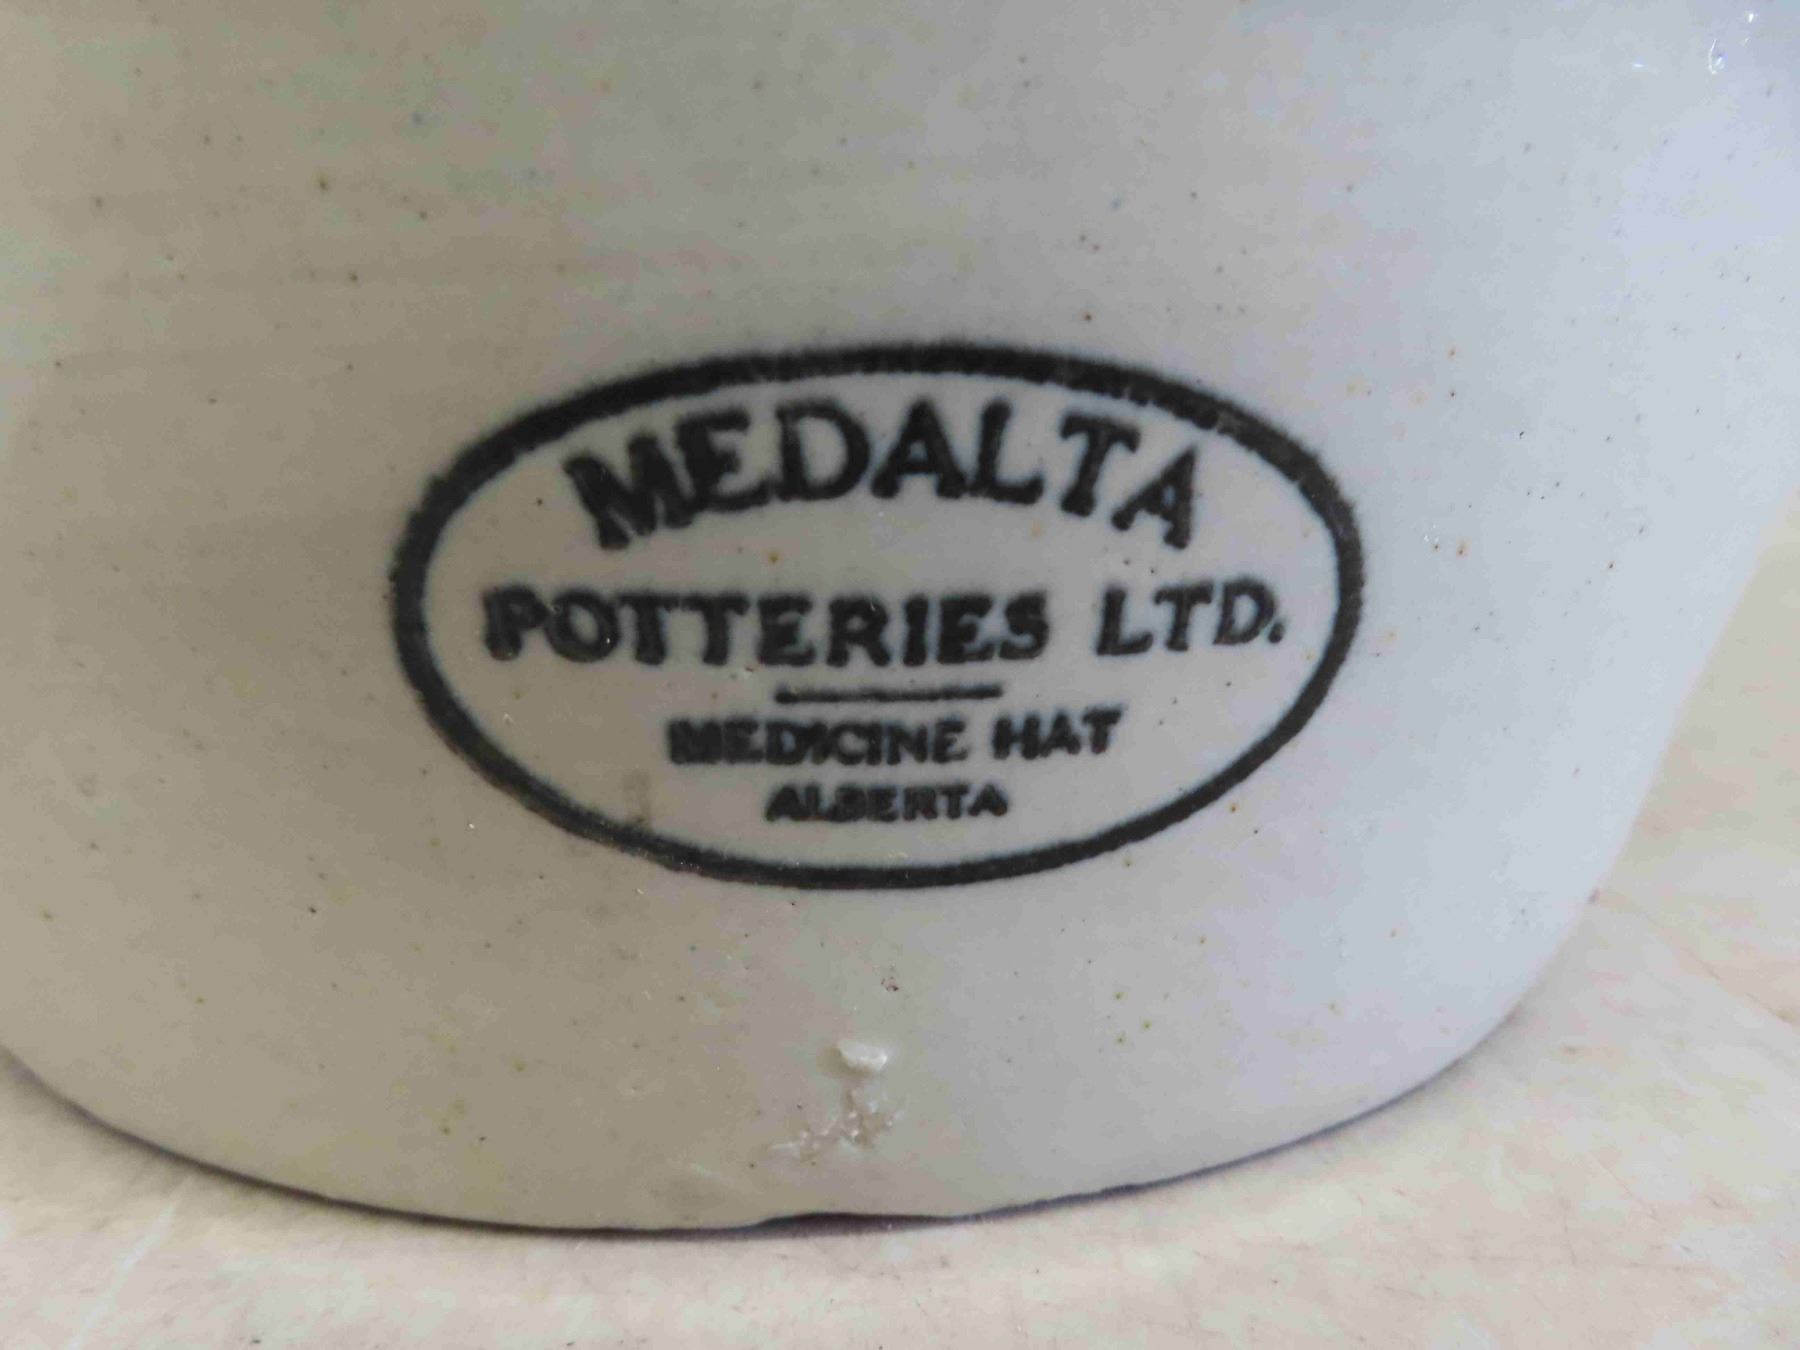 MEDALTA
POTTERIES LTD.
MEDICINE HAT
ALBERTA